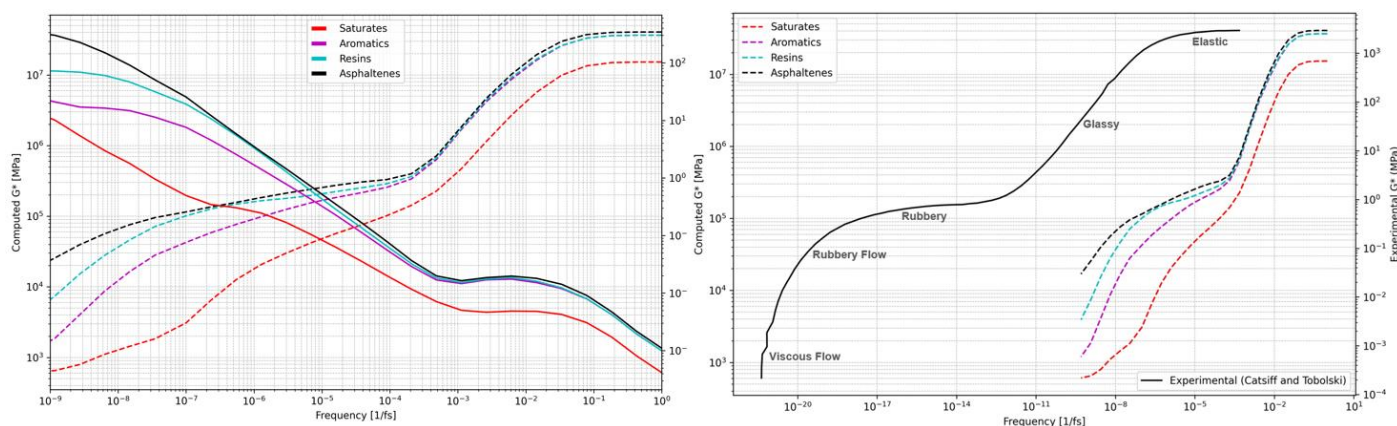 Saturates
Aromatics
Resins
Asphaltenes
Computed G* [MPa]
10⁷
10⁶
10⁵
10⁴
10³
10²
10¹
10⁰
10⁻¹
10⁻¹
10⁻⁹
10⁻⁸
10⁻⁷
10⁻⁶
10⁻⁵
10⁻⁴
10⁻³
10⁻²
10⁻¹
10⁰
Frequency [1/fs]
Saturates
Aromatics
Resins
Asphaltenes
Elastic
Glassy
Rubbery
Rubbery Flow
Viscous Flow
Experimental (Catsiff and Tobolski)
Computed G* [MPa]
10⁷
10⁶
10⁵
10⁴
10³
Experimental G* (MPa)
10³
10²
10¹
10⁰
10⁻¹
10⁻²
10⁻³
10⁻⁴
10⁻²⁰
10⁻¹⁷
10⁻¹⁴
10⁻¹¹
10⁻⁸
10⁻⁵
10⁻²
10¹
Frequency [1/fs]